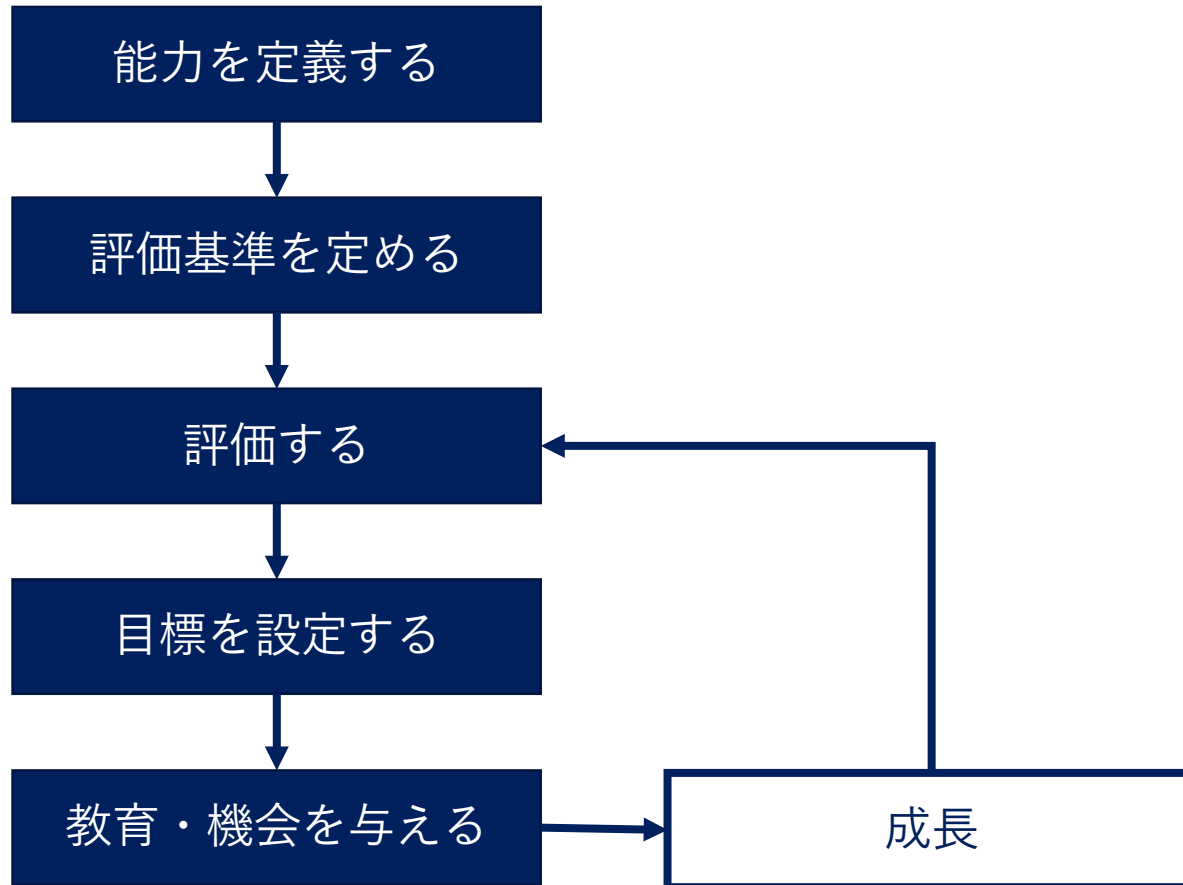 能力を定義する
評価基準を定める
評価する
目標を設定する
教育・機会を与える
成長